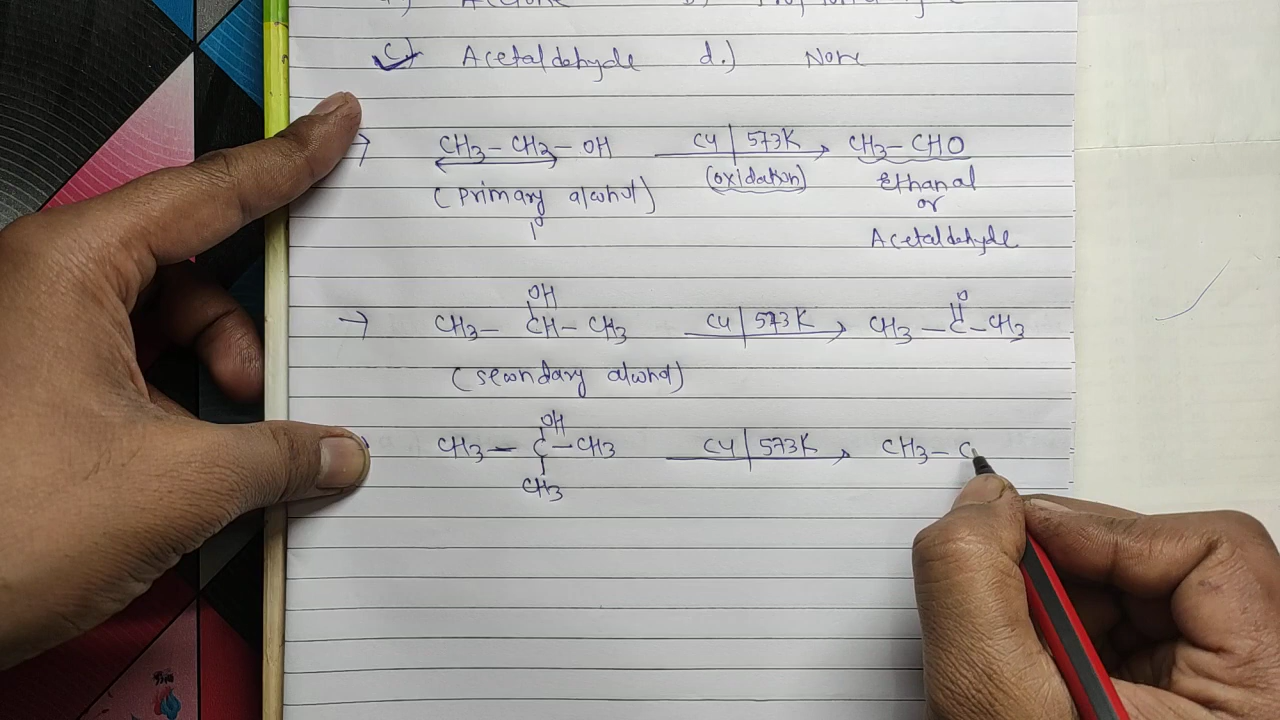 c) Acetaldehyde d.) None
→ CH3 – CH2 – OH Cu | 573K → CH3 – CHO
(Primary alcohol) (oxidation) Ethanal
1° or
Acetaldehyde
OH O
→ CH3 – CH – CH3 Cu | 573K → CH3 – C – CH3
(secondary alcohol)
OH
CH3 – C – CH3 Cu | 573K → CH3 – C
CH3